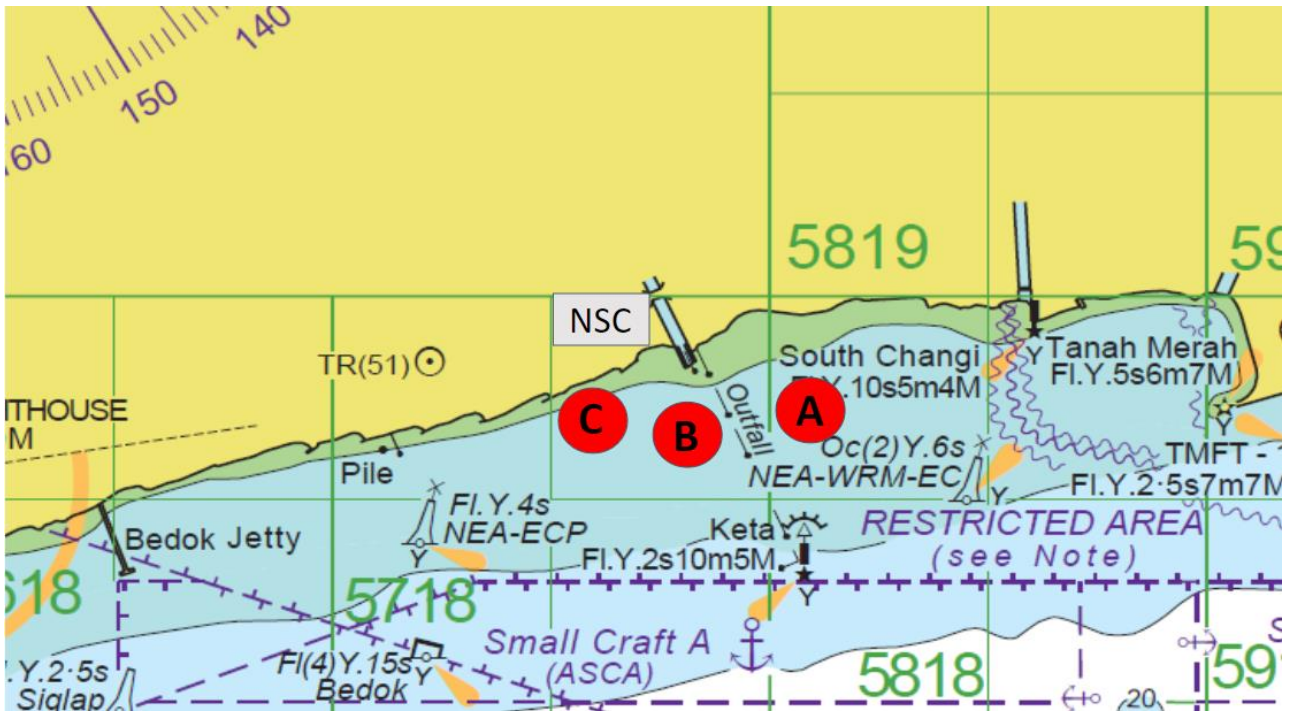 140
150
160
5819
59
NSC
TR(51)
South Changi
Fl.Y.10s5m4M
Tanah Merah
Fl.Y.5s6m7M
Y
C
B
A
Outfall
M
Pile
Oc(2)Y.6s
NEA-WRM-EC
Y
Y
TMFT - 1
Fl.Y.2·5s7m7M
Fl.Y.4s
NEA-ECP
Y
Bedok Jetty
Keta
Fl.Y.2s10m5M
Y
RESTRICTED AREA
(see Note)
618
5718
Small Craft A
(ASCA)
Fl(4)Y.15s
Bedok
Y
.Y.2·5s
Siglap
5818
59
S
20